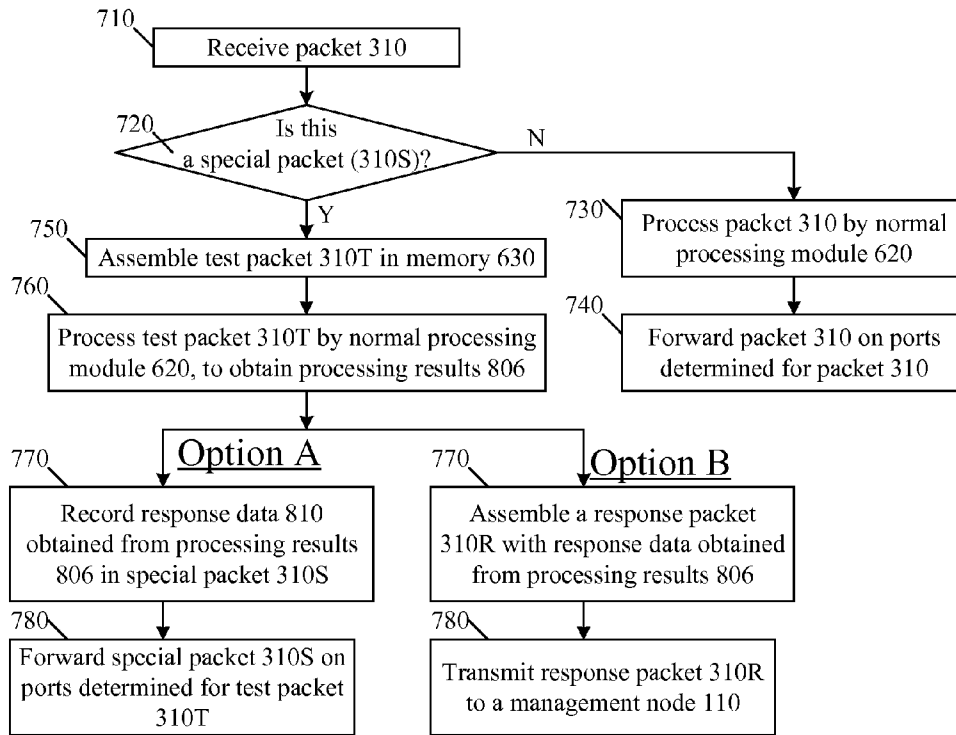 710
Receive packet 310
720
Is this
a special packet (310S)?
N
Y
730
Process packet 310 by normal
processing module 620
740
Forward packet 310 on ports
determined for packet 310
750
Assemble test packet 310T in memory 630
760
Process test packet 310T by normal processing
module 620, to obtain processing results 806
Option A
770
Record response data 810
obtained from processing results
806 in special packet 310S
780
Forward special packet 310S on
ports determined for test packet
310T
Option B
770
Assemble a response packet
310R with response data obtained
from processing results 806
780
Transmit response packet 310R
to a management node 110